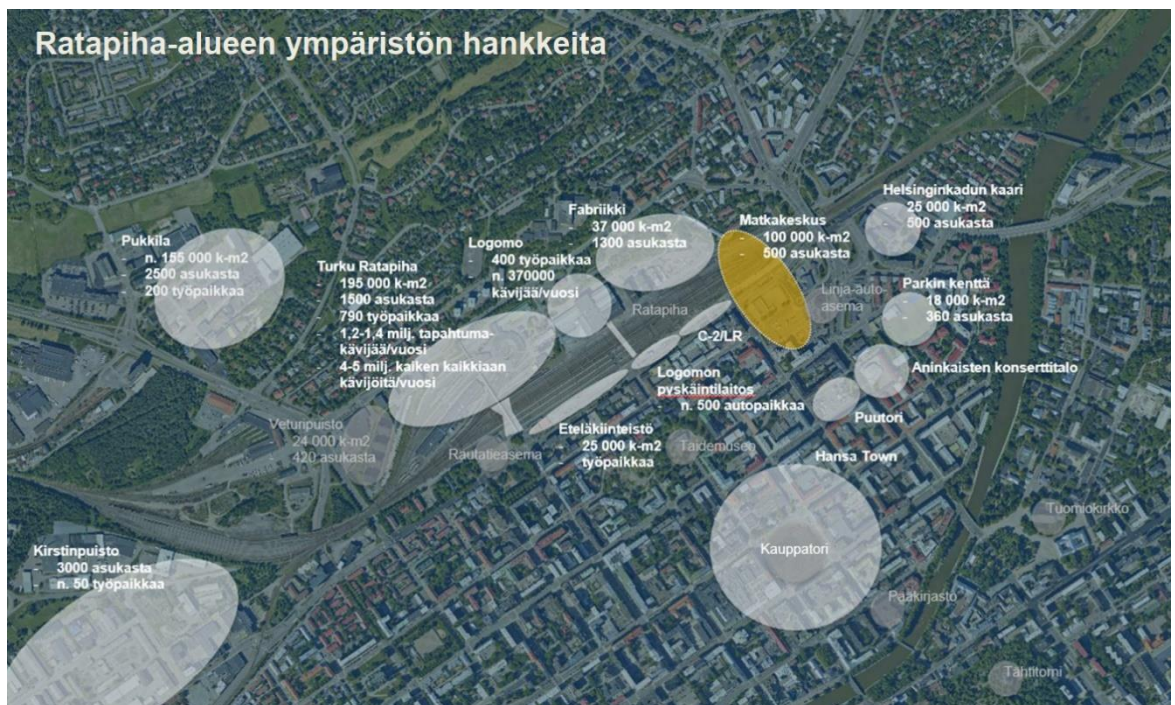 Ratapiha-alueen ympäristön hankkeita
Helsinginkadun kaari
- 25 000 k-m2
- 500 asukasta
Fabriikki
- 37 000 k-m2
- 1300 asukasta
Matkakeskus
- 100 000 k-m2
- 500 asukasta
Pukkila
- n. 155 000 k-m2
- 2500 asukasta
- 200 työpaikkaa
Logomo
- 400 työpaikkaa
- n. 370000
kävijää/vuosi
Turku Ratapiha
- 195 000 k-m2
- 1500 asukasta
- 790 työpaikkaa
- 1,2-1,4 milj. tapahtuma-
kävijää/vuosi
- 4-5 milj. kaiken kaikkiaan
kävijöitä/vuosi
Ratapiha
Linja-auto-
asema
Parkin kenttä
- 18 000 k-m2
- 360 asukasta
C-2/LR
Logomon
pyskäintilaitos
- n. 500 autopaikkaa
Aninkaisten konserttitalo
Puutori
Veturipuisto
- 24 000 k-m2
- 420 asukasta
Rautatieasema
Eteläkiinteistö
- 25 000 k-m2
- työpaikkaa
Taidemuseo
Hansa Town
Kauppatori
Tuomiokirkko
Kirstinpuisto
- 3000 asukasta
- n. 50 työpaikkaa
Pääkirjasto
Tähtitorni